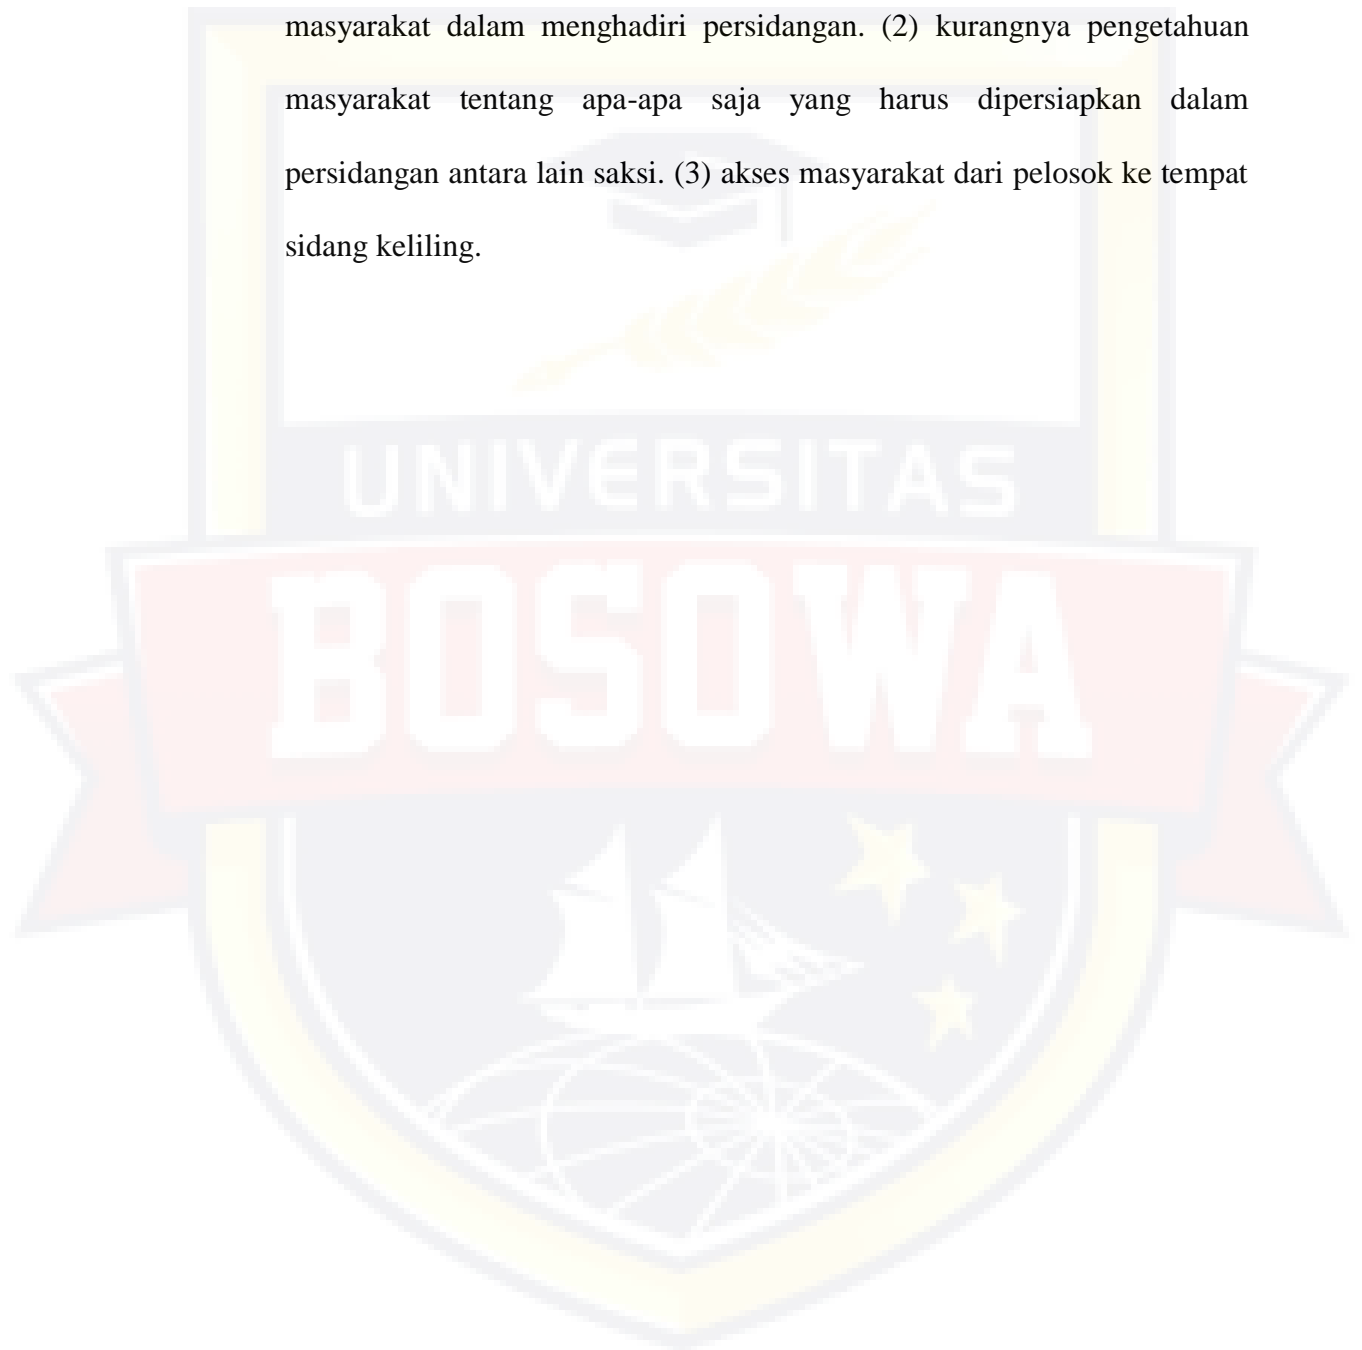 masyarakat dalam menghadiri persidangan. (2) kurangnya pengetahuan
masyarakat tentang apa-apa saja yang harus dipersiapkan dalam
persidangan antara lain saksi. (3) akses masyarakat dari pelosok ke tempat
sidang keliling.
UNIVERSITAS
BOSOWA